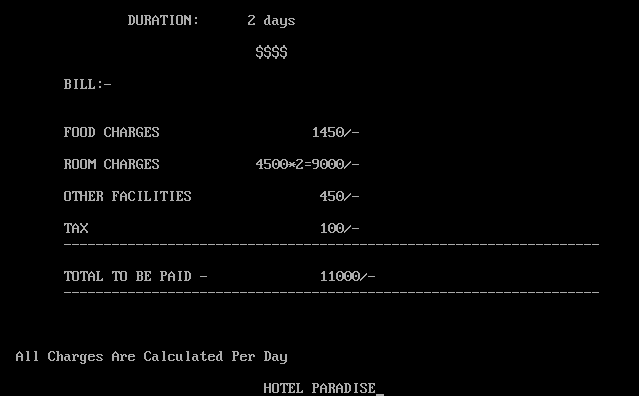 DURATION: 2 days
$$$$
BILL:-
FOOD CHARGES 1450/-
ROOM CHARGES 4500*2=9000/-
OTHER FACILITIES 450/-
TAX 100/-
--------------------------------------------------------------------
TOTAL TO BE PAID - 11000/-
--------------------------------------------------------------------
All Charges Are Calculated Per Day
HOTEL PARADISE_